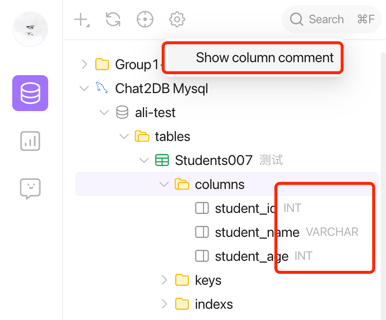 Search ⌘F
Show column comment
Group1-
Chat2DB Mysql
ali-test
tables
Students007 测试
columns
student_id INT
student_name VARCHAR
student_age INT
keys
indexs